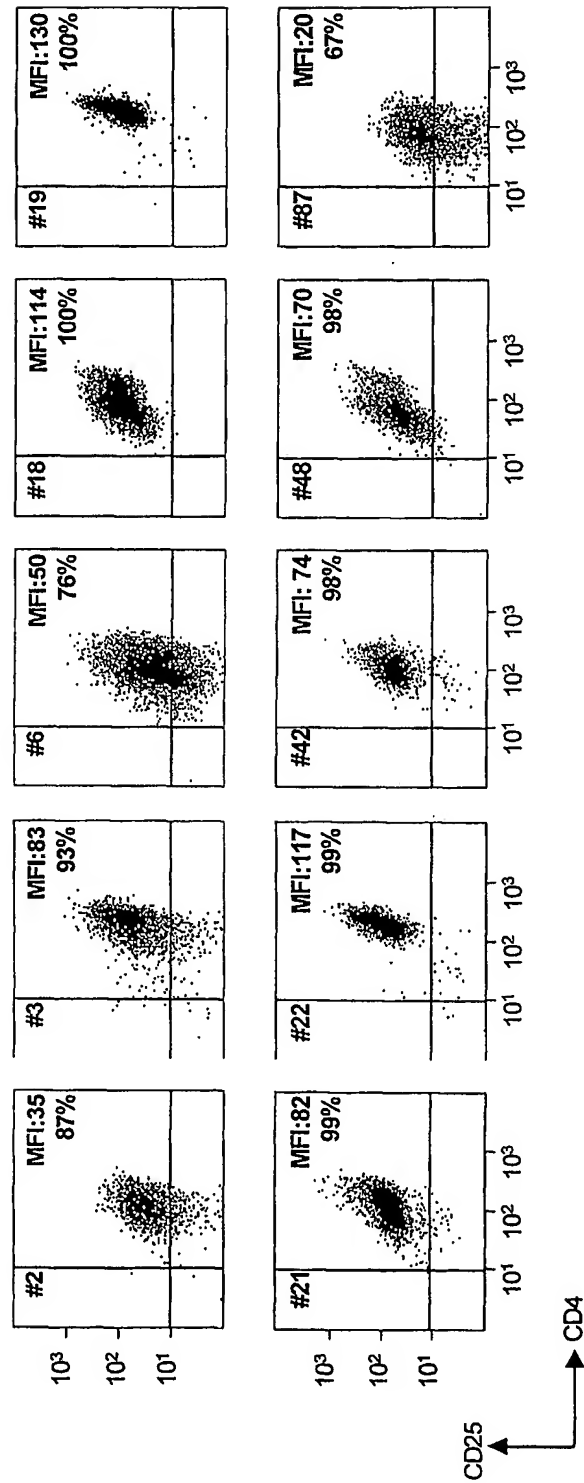 #2
MFI:35
87%
#3
MFI:83
93%
#6
MFI:50
76%
#18
MFI:114
100%
#19
MFI:130
100%
10³
10²
10¹
#21
MFI:82
99%
#22
MFI:117
99%
#42
MFI: 74
98%
#48
MFI:70
98%
#87
MFI:20
67%
10³
10²
10¹
10¹ 10² 10³
10¹ 10² 10³
10¹ 10² 10³
10¹ 10² 10³
10¹ 10² 10³
CD25
CD4